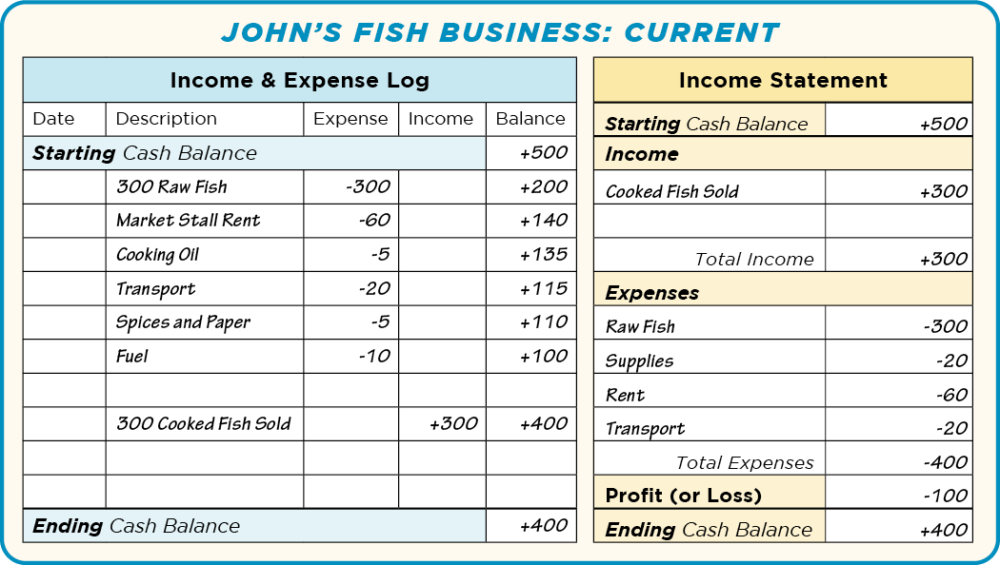 JOHN'S FISH BUSINESS: CURRENT
Income & Expense Log
Date Description Expense Income Balance
Starting Cash Balance +500
300 Raw Fish -300 +200
Market Stall Rent -60 +140
Cooking Oil -5 +135
Transport -20 +115
Spices and Paper -5 +110
Fuel -10 +100
300 Cooked Fish Sold +300 +400
Ending Cash Balance +400
Income Statement
Starting Cash Balance +500
Income
Cooked Fish Sold +300
Total Income +300
Expenses
Raw Fish -300
Supplies -20
Rent -60
Transport -20
Total Expenses -400
Profit (or Loss) -100
Ending Cash Balance +400